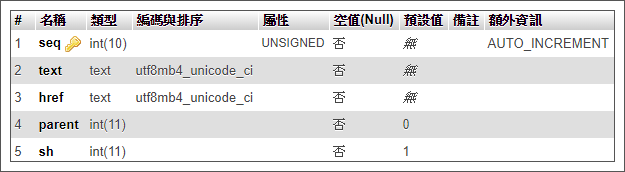 # 名稱 類型 編碼與排序 屬性 空值(Null) 預設值 備註 額外資訊
1 seq int(10) UNSIGNED 否 無 AUTO_INCREMENT
2 text text utf8mb4_unicode_ci 否 無
3 href text utf8mb4_unicode_ci 否 無
4 parent int(11) 否 0
5 sh int(11) 否 1